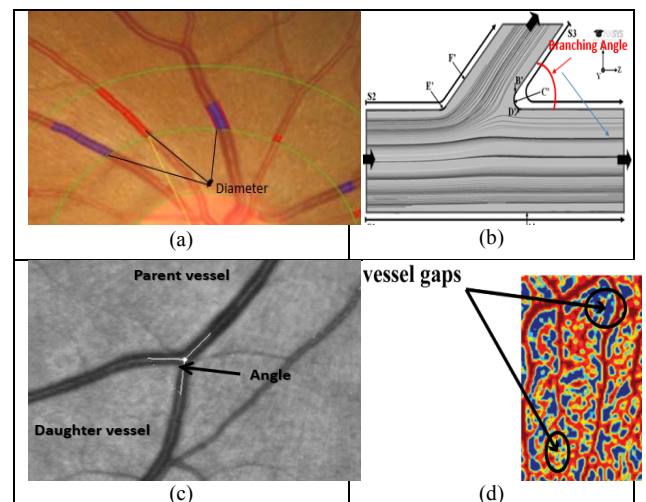 Diameter
(a)
S3
Branching Angle
F'
S2
E'
B'
C'
D'
Y
Z
(b)
Parent vessel
Angle
Daughter vessel
(c)
vessel gaps
(d)